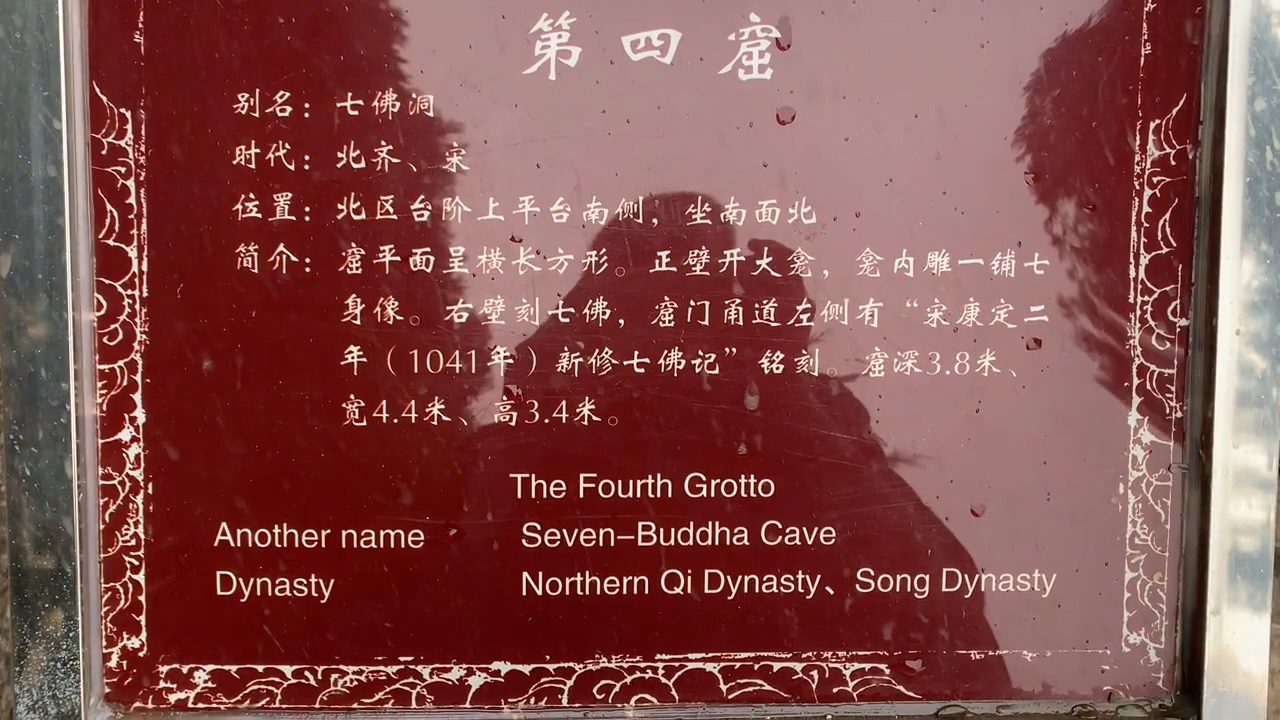 第四窟
别名：七佛洞
时代：北齐、宋
位置：北区台阶上平台南侧，坐南面北
简介：窟平面呈横长方形。正壁开大龛，龛内雕一铺七
身像。右壁刻七佛，窟门甬道左侧有“宋康定二
年（1041年）新修七佛记”铭刻。窟深3.8米、
宽4.4米、高3.4米。
The Fourth Grotto
Another name Seven–Buddha Cave
Dynasty Northern Qi Dynasty、Song Dynasty